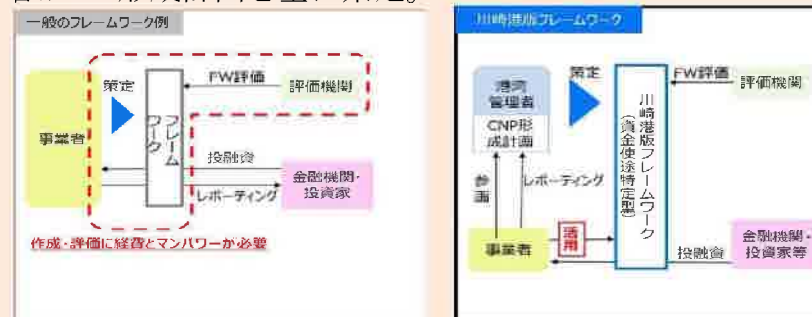 一般のフレームワーク例
策定
FW評価
評価機関
事業者
フレームワーク
投融資
レポーティング
金融機関・
投資家
作成・評価に経費とマンパワーが必要
川崎港版フレームワーク
港湾
管理者
CNP形
成計画
策定
川崎港版フレームワーク
(資金使途特定型)
FW評価
評価機関
参画
レポーティング
事業者
活用
投融資
金融機関・
投資家等